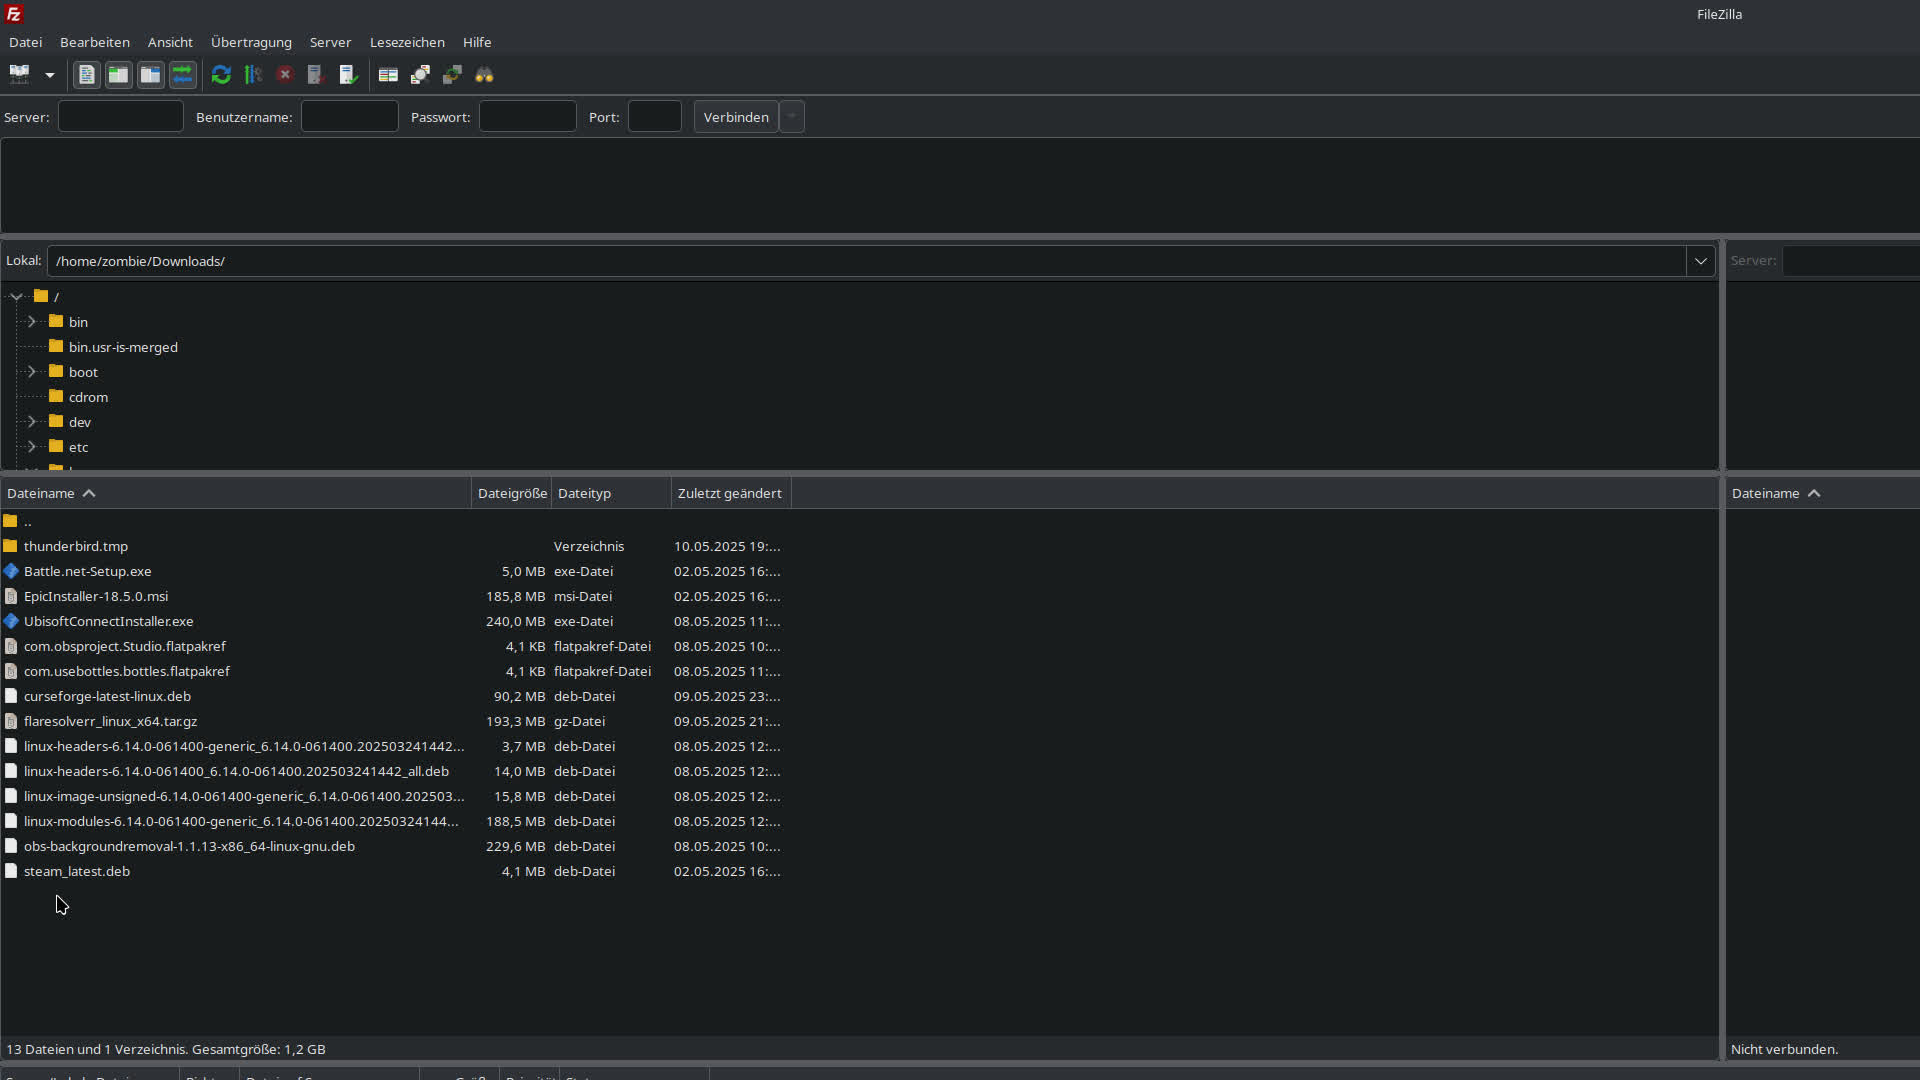 FileZilla
Datei Bearbeiten Ansicht Übertragung Server Lesezeichen Hilfe
Server: Benutzername: Passwort: Port: Verbinden
Lokal: /home/zombie/Downloads/ Server:
/
bin
bin.usr-is-merged
boot
cdrom
dev
etc
Dateiname Dateigröße Dateityp Zuletzt geändert Dateiname
..
thunderbird.tmp Verzeichnis 10.05.2025 19:...
Battle.net-Setup.exe 5,0 MB exe-Datei 02.05.2025 16:...
EpicInstaller-18.5.0.msi 185,8 MB msi-Datei 02.05.2025 16:...
UbisoftConnectInstaller.exe 240,0 MB exe-Datei 08.05.2025 11:...
com.obsproject.Studio.flatpakref 4,1 KB flatpakref-Datei 08.05.2025 10:...
com.usebottles.bottles.flatpakref 4,1 KB flatpakref-Datei 08.05.2025 11:...
curseforge-latest-linux.deb 90,2 MB deb-Datei 09.05.2025 23:...
flaresolverr_linux_x64.tar.gz 193,3 MB gz-Datei 09.05.2025 21:...
linux-headers-6.14.0-061400-generic_6.14.0-061400.202503241442... 3,7 MB deb-Datei 08.05.2025 12:...
linux-headers-6.14.0-061400_6.14.0-061400.202503241442_all.deb 14,0 MB deb-Datei 08.05.2025 12:...
linux-image-unsigned-6.14.0-061400-generic_6.14.0-061400.202503... 15,8 MB deb-Datei 08.05.2025 12:...
linux-modules-6.14.0-061400-generic_6.14.0-061400.20250324144... 188,5 MB deb-Datei 08.05.2025 12:...
obs-backgroundremoval-1.1.13-x86_64-linux-gnu.deb 229,6 MB deb-Datei 08.05.2025 10:...
steam_latest.deb 4,1 MB deb-Datei 02.05.2025 16:...
13 Dateien und 1 Verzeichnis. Gesamtgröße: 1,2 GB Nicht verbunden.